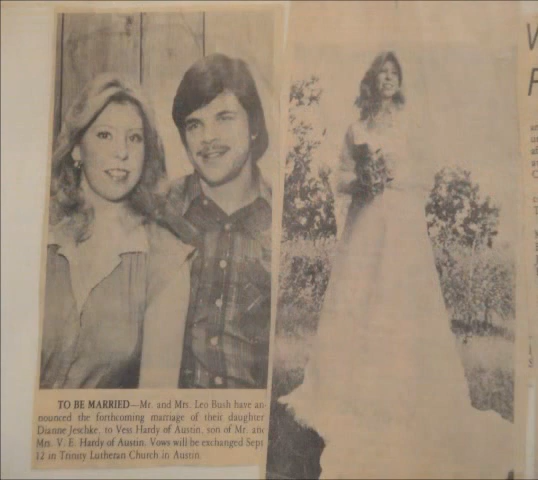 TO BE MARRIED—Mr. and Mrs. Leo Bush have an
nounced the forthcoming marriage of their daughter
Dianne Jeschke, to Vess Hardy of Austin, son of Mr. and
Mrs. V. E. Hardy of Austin. Vows will be exchanged Sept
12 in Trinity Lutheran Church in Austin.